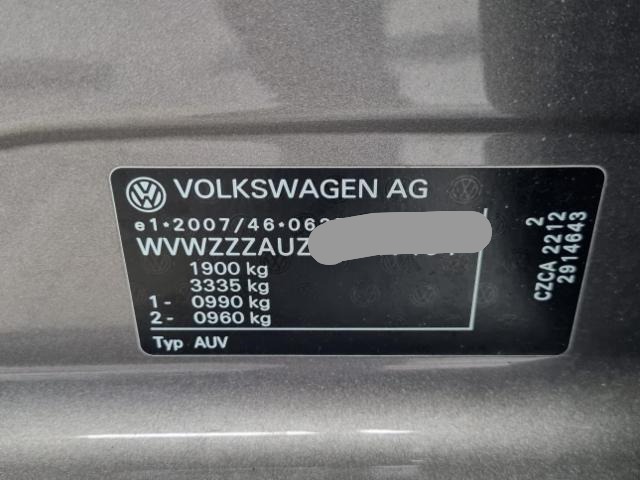 VOLKSWAGEN AG
e1*2007/46*06
WVWZZZAUZ
1900 kg
3335 kg
1- 0990 kg
2- 0960 kg
Typ AUV
2
CZCA 2212
2914643